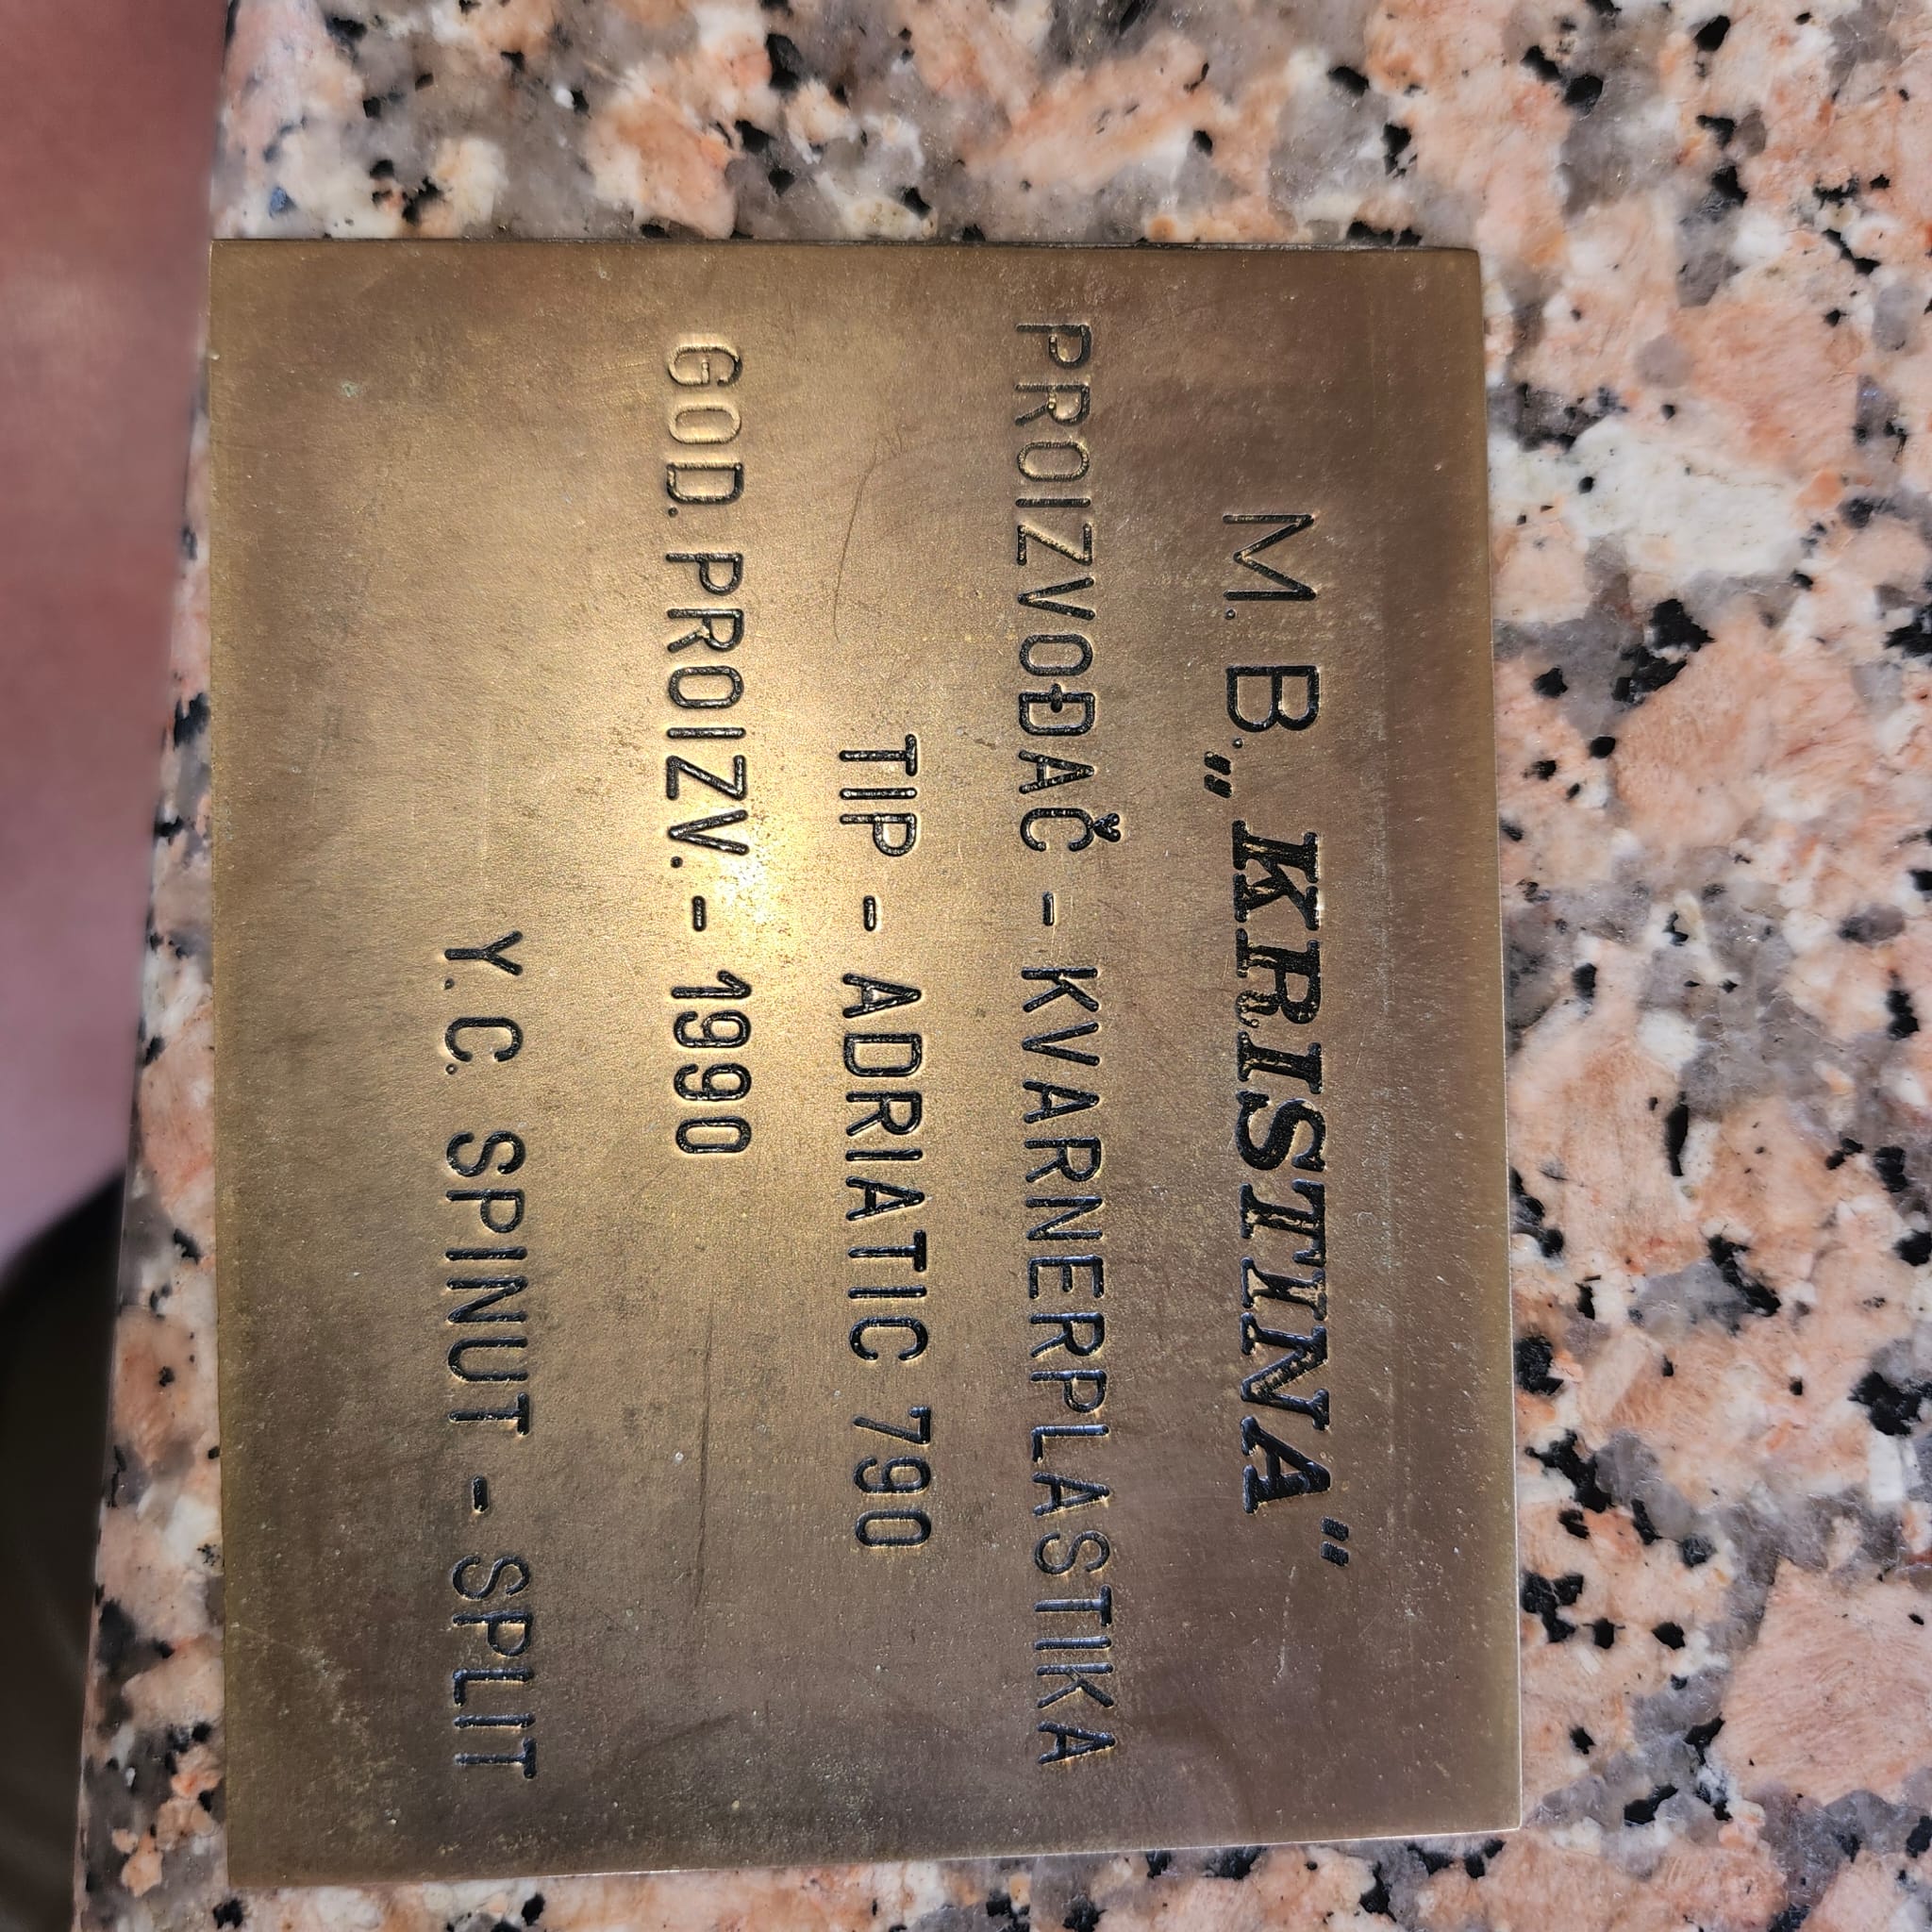 M. B. „KRISTINA”
PROIZVOĐAČ - KVARNERPLASTIKA
TIP - ADRIATIC 790
GOD. PROIZV. - 1990
Y. C. SPINUT - SPLIT